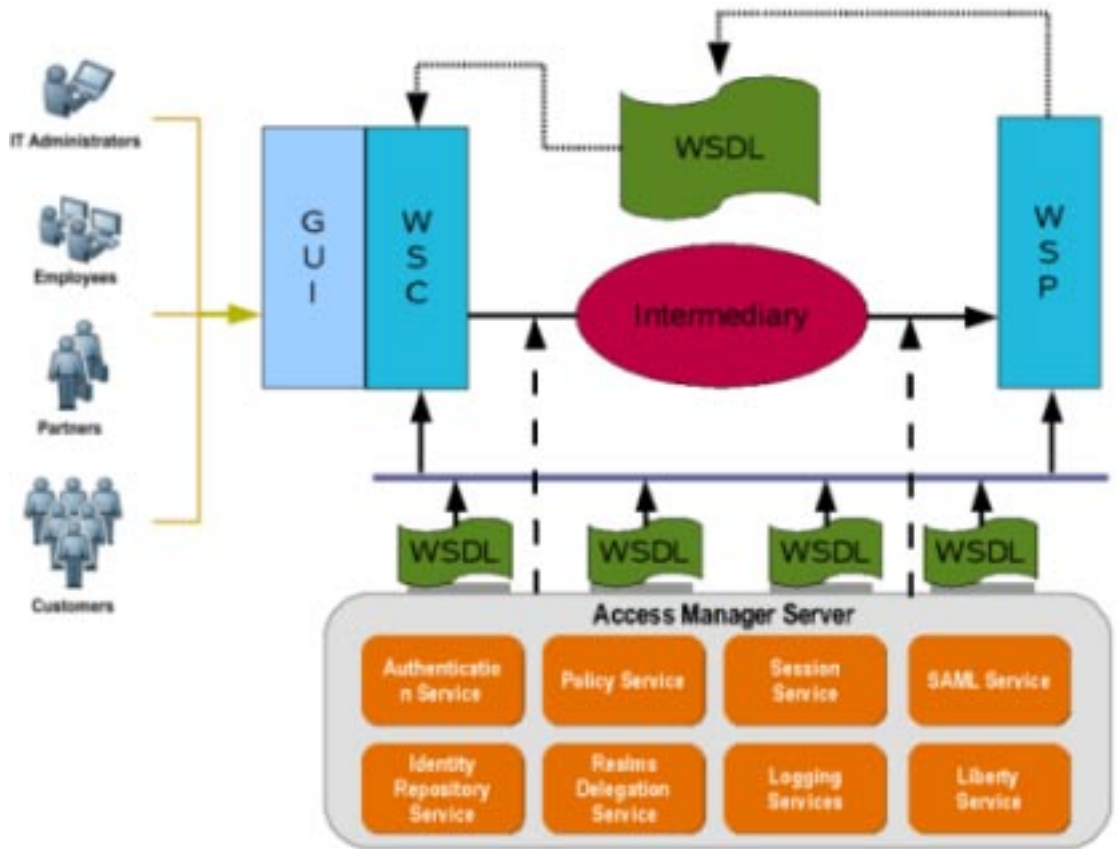 IT Administrators
Employees
Partners
Customers
G
U
I
W
S
C
WSDL
Intermediary
W
S
P
WSDL
WSDL
WSDL
WSDL
Access Manager Server
Authenticatio
n Service
Policy Service
Session
Service
SAML Service
Identity
Repository
Service
Realms
Delegation
Service
Logging
Services
Liberty
Service